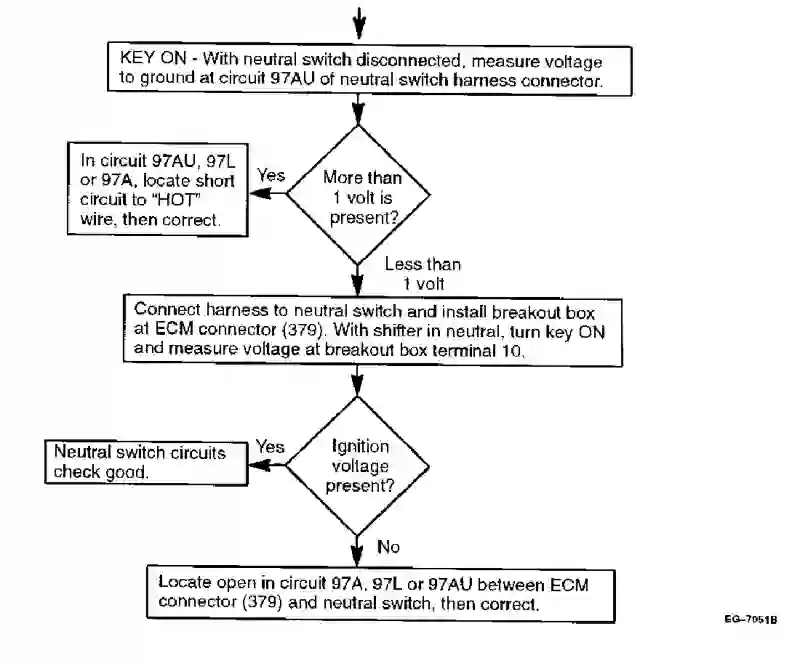 KEY ON - With neutral switch disconnected, measure voltage
to ground at circuit 97AU of neutral switch harness connector.
In circuit 97AU, 97L
or 97A, locate short
circuit to "HOT"
wire, then correct.
Yes
More than
1 volt is
present?
Less than
1 volt
Connect harness to neutral switch and install breakout box
at ECM connector (379). With shifter in neutral, turn key ON
and measure voltage at breakout box terminal 10.
Neutral switch circuits
check good.
Yes
Ignition
voltage
present?
No
Locate open in circuit 97A, 97L or 97AU between ECM
connector (379) and neutral switch, then correct.
EG-7051B